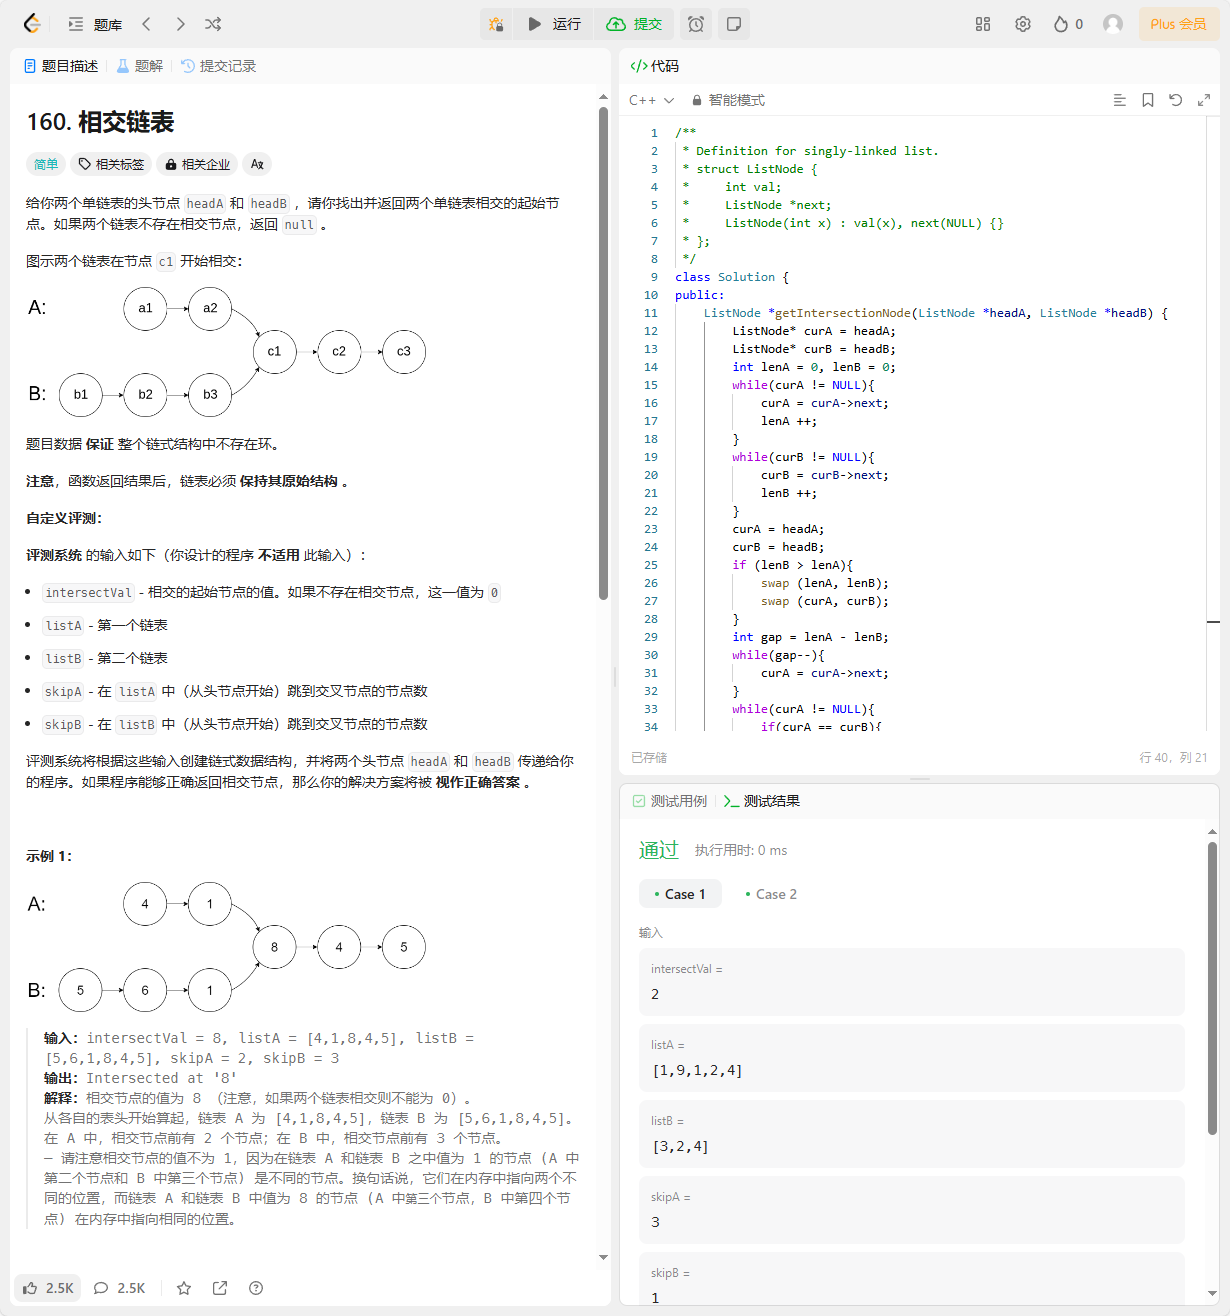 题库
运行
提交
0
Plus 会员
题目描述
题解
提交记录
160. 相交链表
简单
相关标签
相关企业
给你两个单链表的头节点 headA 和 headB ，请你找出并返回两个单链表相交的起始节
点。如果两个链表不存在相交节点，返回 null 。
图示两个链表在节点 c1 开始相交：
A:
a1
a2
c1
c2
c3
B:
b1
b2
b3
题目数据 保证 整个链式结构中不存在环。
注意，函数返回结果后，链表必须 保持其原始结构 。
自定义评测：
评测系统 的输入如下（你设计的程序 不适用 此输入）：
• intersectVal - 相交的起始节点的值。如果不存在相交节点，这一值为 0
• listA - 第一个链表
• listB - 第二个链表
• skipA - 在 listA 中（从头节点开始）跳到交叉节点的节点数
• skipB - 在 listB 中（从头节点开始）跳到交叉节点的节点数
评测系统将根据这些输入创建链式数据结构，并将两个头节点 headA 和 headB 传递给你
的程序。如果程序能够正确返回相交节点，那么你的解决方案将被 视作正确答案 。
示例 1：
A:
4
1
8
4
5
B:
5
6
1
输入：intersectVal = 8, listA = [4,1,8,4,5], listB =
[5,6,1,8,4,5], skipA = 2, skipB = 3
输出：Intersected at '8'
解释：相交节点的值为 8 （注意，如果两个链表相交则不能为 0）。
从各自的表头开始算起，链表 A 为 [4,1,8,4,5]，链表 B 为 [5,6,1,8,4,5]。
在 A 中，相交节点前有 2 个节点；在 B 中，相交节点前有 3 个节点。
— 请注意相交节点的值不为 1，因为在链表 A 和链表 B 之中值为 1 的节点 (A 中
第二个节点和 B 中第三个节点) 是不同的节点。换句话说，它们在内存中指向两个不
同的位置，而链表 A 和链表 B 中值为 8 的节点 (A 中第三个节点，B 中第四个节
点) 在内存中指向相同的位置。
2.5K
2.5K
代码
C++
智能模式
1 /**
2  * Definition for singly-linked list.
3  * struct ListNode {
4  *     int val;
5  *     ListNode *next;
6  *     ListNode(int x) : val(x), next(NULL) {}
7  * };
8  */
9 class Solution {
10 public:
11     ListNode *getIntersectionNode(ListNode *headA, ListNode *headB) {
12         ListNode* curA = headA;
13         ListNode* curB = headB;
14         int lenA = 0, lenB = 0;
15         while(curA != NULL){
16             curA = curA->next;
17             lenA ++;
18         }
19         while(curB != NULL){
20             curB = curB->next;
21             lenB ++;
22         }
23         curA = headA;
24         curB = headB;
25         if (lenB > lenA){
26             swap (lenA, lenB);
27             swap (curA, curB);
28         }
29         int gap = lenA - lenB;
30         while(gap--){
31             curA = curA->next;
32         }
33         while(curA != NULL){
34             if(curA == curB){
已存储
行 40，列 21
测试用例
测试结果
通过
执行用时: 0 ms
• Case 1
• Case 2
输入
intersectVal =
2
listA =
[1,9,1,2,4]
listB =
[3,2,4]
skipA =
3
skipB =
1